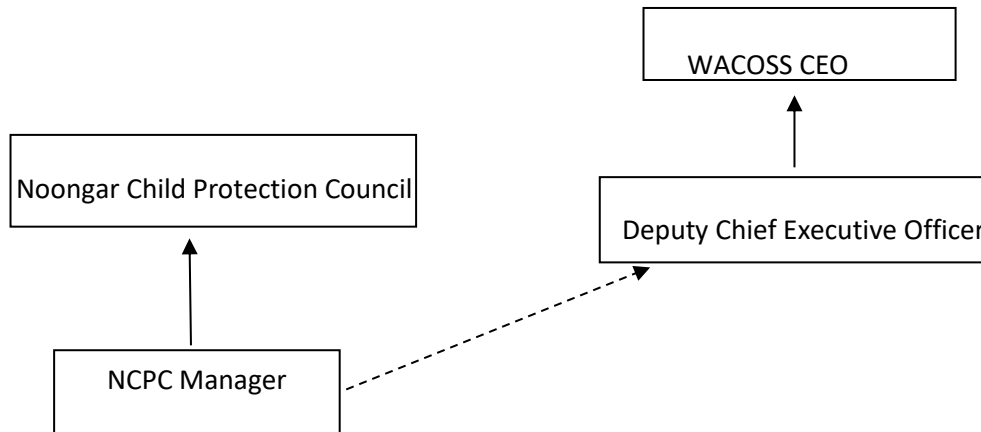 WACOSS CEO
Noongar Child Protection Council
Deputy Chief Executive Officer
NCPC Manager